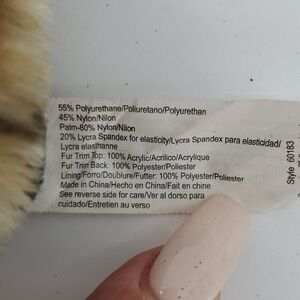 55% Polyurethane/Poliuretano/Polyurethan
45% Nylon/Nilon
Palm-80% Nylon/Nilon
20% Lycra Spandex for elasticity/Lycra Spandex para elasticidad/
Lycra elasthanne
Fur Trim Top: 100% Acrylic/Acrilico/Acrylique
Fur Trim Back: 100% Polyester/Poliester
Lining/Forro/Doublure/Futter: 100% Polyester/Poliester
Made in China/Hecho en China/Fait en chine
See reverse side for care/Ver al dorso para
cuidado/Entretien au verso
Style 60183